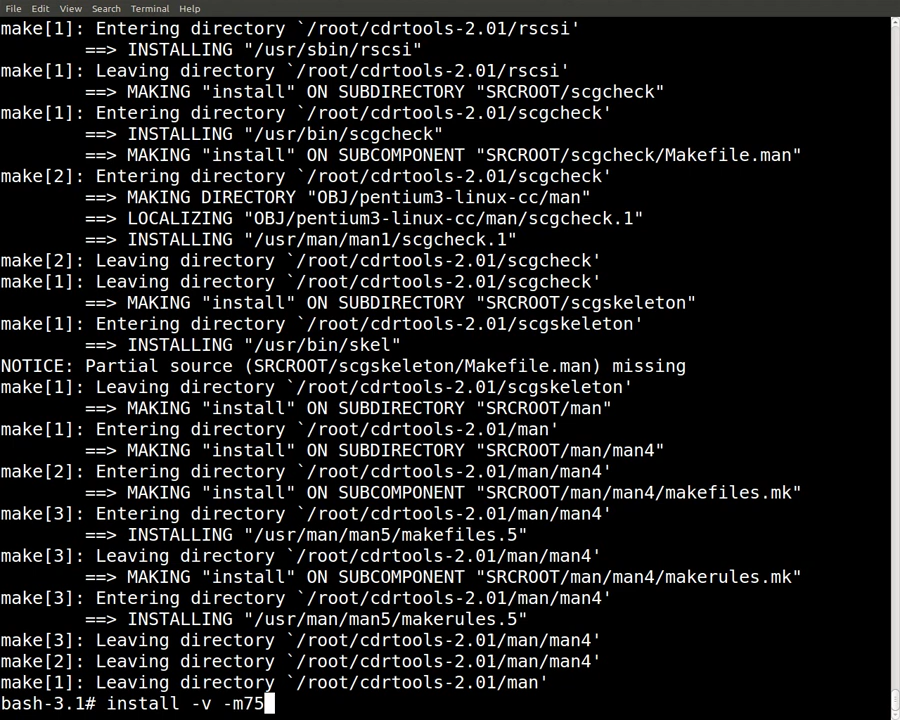 File Edit View Search Terminal Help
make[1]: Entering directory `/root/cdrtools-2.01/rscsi'
==> INSTALLING "/usr/sbin/rscsi"
make[1]: Leaving directory `/root/cdrtools-2.01/rscsi'
==> MAKING "install" ON SUBDIRECTORY "SRCROOT/scgcheck"
make[1]: Entering directory `/root/cdrtools-2.01/scgcheck'
==> INSTALLING "/usr/bin/scgcheck"
==> MAKING "install" ON SUBCOMPONENT "SRCROOT/scgcheck/Makefile.man"
make[2]: Entering directory `/root/cdrtools-2.01/scgcheck'
==> MAKING DIRECTORY "OBJ/pentium3-linux-cc/man"
==> LOCALIZING "OBJ/pentium3-linux-cc/man/scgcheck.1"
==> INSTALLING "/usr/man/man1/scgcheck.1"
make[2]: Leaving directory `/root/cdrtools-2.01/scgcheck'
make[1]: Leaving directory `/root/cdrtools-2.01/scgcheck'
==> MAKING "install" ON SUBDIRECTORY "SRCROOT/scgskeleton"
make[1]: Entering directory `/root/cdrtools-2.01/scgskeleton'
==> INSTALLING "/usr/bin/skel"
NOTICE: Partial source (SRCROOT/scgskeleton/Makefile.man) missing
make[1]: Leaving directory `/root/cdrtools-2.01/scgskeleton'
==> MAKING "install" ON SUBDIRECTORY "SRCROOT/man"
make[1]: Entering directory `/root/cdrtools-2.01/man'
==> MAKING "install" ON SUBDIRECTORY "SRCROOT/man/man4"
make[2]: Entering directory `/root/cdrtools-2.01/man/man4'
==> MAKING "install" ON SUBCOMPONENT "SRCROOT/man/man4/makefiles.mk"
make[3]: Entering directory `/root/cdrtools-2.01/man/man4'
==> INSTALLING "/usr/man/man5/makefiles.5"
make[3]: Leaving directory `/root/cdrtools-2.01/man/man4'
==> MAKING "install" ON SUBCOMPONENT "SRCROOT/man/man4/makerules.mk"
make[3]: Entering directory `/root/cdrtools-2.01/man/man4'
==> INSTALLING "/usr/man/man5/makerules.5"
make[3]: Leaving directory `/root/cdrtools-2.01/man/man4'
make[2]: Leaving directory `/root/cdrtools-2.01/man/man4'
make[1]: Leaving directory `/root/cdrtools-2.01/man'
bash-3.1# install -v -m75